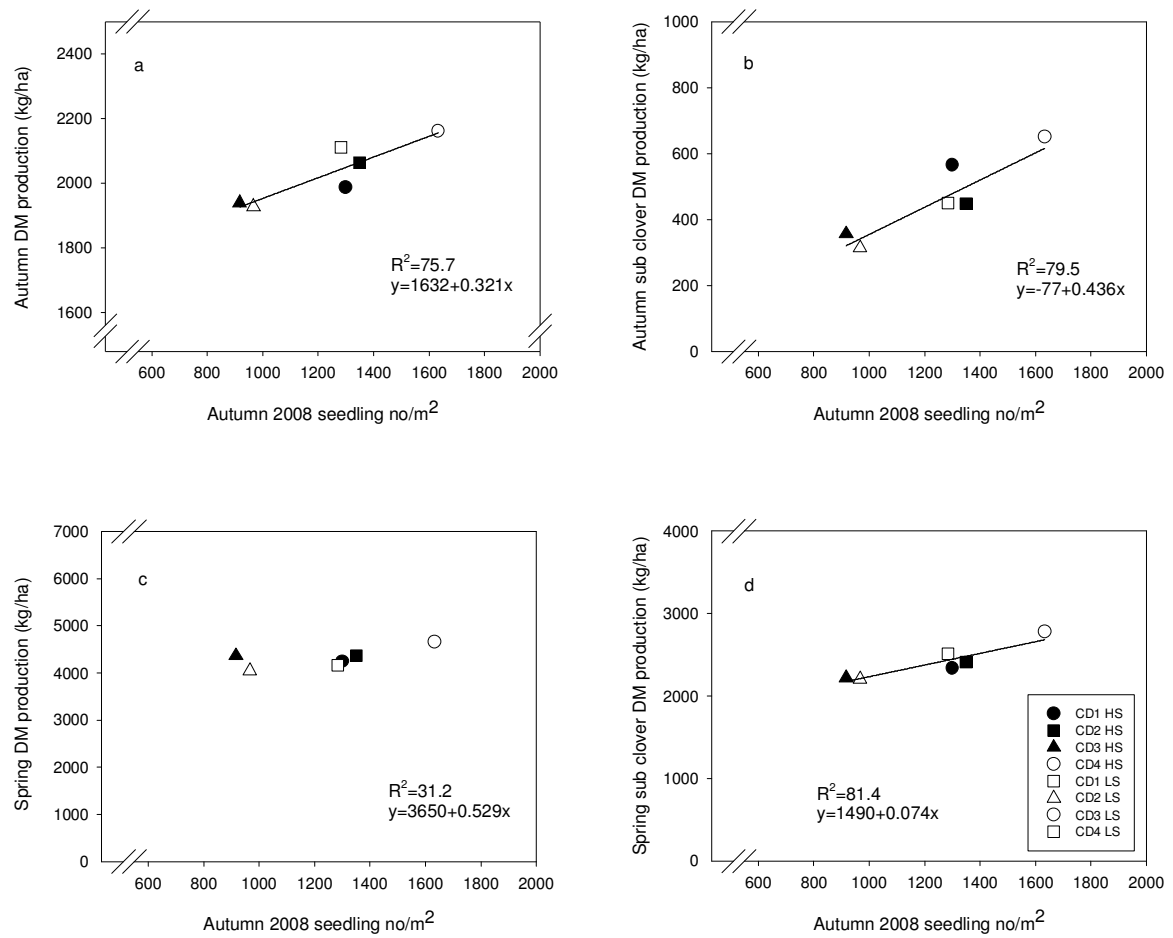 2400
2200
2000
1800
1600
Autumn DM production (kg/ha)
a
R²=75.7
y=1632+0.321x
600 800 1000 1200 1400 1600 1800 2000
Autumn 2008 seedling no/m²
1000
800
600
400
200
0
Autumn sub clover DM production (kg/ha)
b
R²=79.5
y=-77+0.436x
600 800 1000 1200 1400 1600 1800 2000
Autumn 2008 seedling no/m²
7000
6000
5000
4000
3000
2000
1000
0
Spring DM production (kg/ha)
c
R²=31.2
y=3650+0.529x
600 800 1000 1200 1400 1600 1800 2000
Autumn 2008 seedling no/m²
4000
3000
2000
1000
0
Spring sub clover DM production (kg/ha)
d
R²=81.4
y=1490+0.074x
CD1 HS
CD2 HS
CD3 HS
CD4 HS
CD1 LS
CD2 LS
CD3 LS
CD4 LS
600 800 1000 1200 1400 1600 1800 2000
Autumn 2008 seedling no/m²